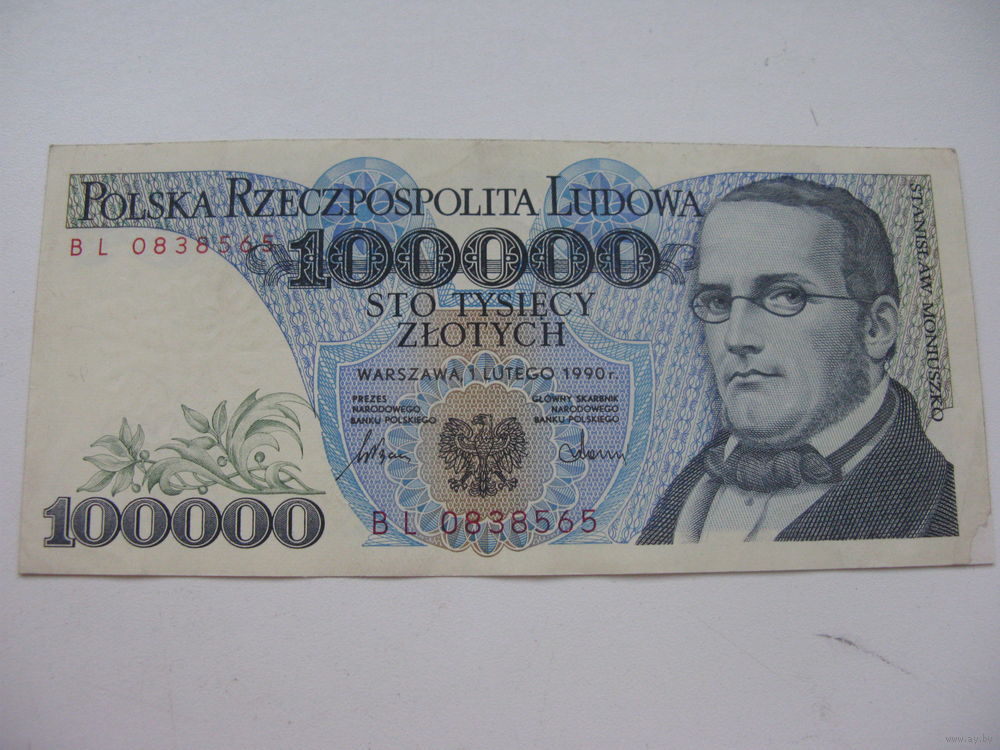 POLSKA RZECZPOSPOLITA LUDOWA
BL 0838565
100000
STO TYSIĘCY
ZŁOTYCH
WARSZAWA 1 LUTEGO 1990 r.
PREZES
NARODOWEGO
BANKU POLSKIEGO
GŁÓWNY SKARBNIK
NARODOWEGO
BANKU POLSKIEGO
100000
BL 0838565
STANISŁAW MONIUSZKO
www.ay.by